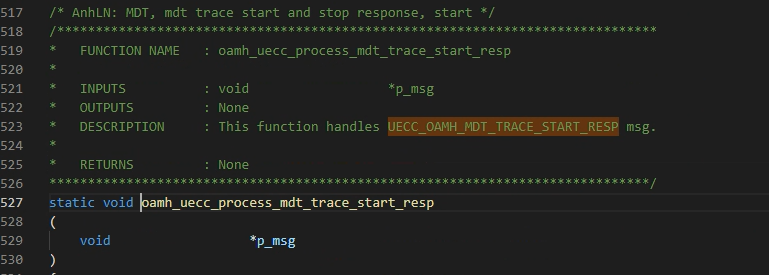 517 /* AnhLN: MDT, mdt trace start and stop response, start */
518 /******************************************************************************
519 *   FUNCTION NAME   : oamh_uecc_process_mdt_trace_start_resp
520 *
521 *   INPUTS          : void                  *p_msg
522 *   OUTPUTS         : None
523 *   DESCRIPTION     : This function handles UECC_OAMH_MDT_TRACE_START_RESP msg.
524 *
525 *   RETURNS         : None
526 ******************************************************************************/
527 static void oamh_uecc_process_mdt_trace_start_resp
528 (
529     void                  *p_msg
530 )